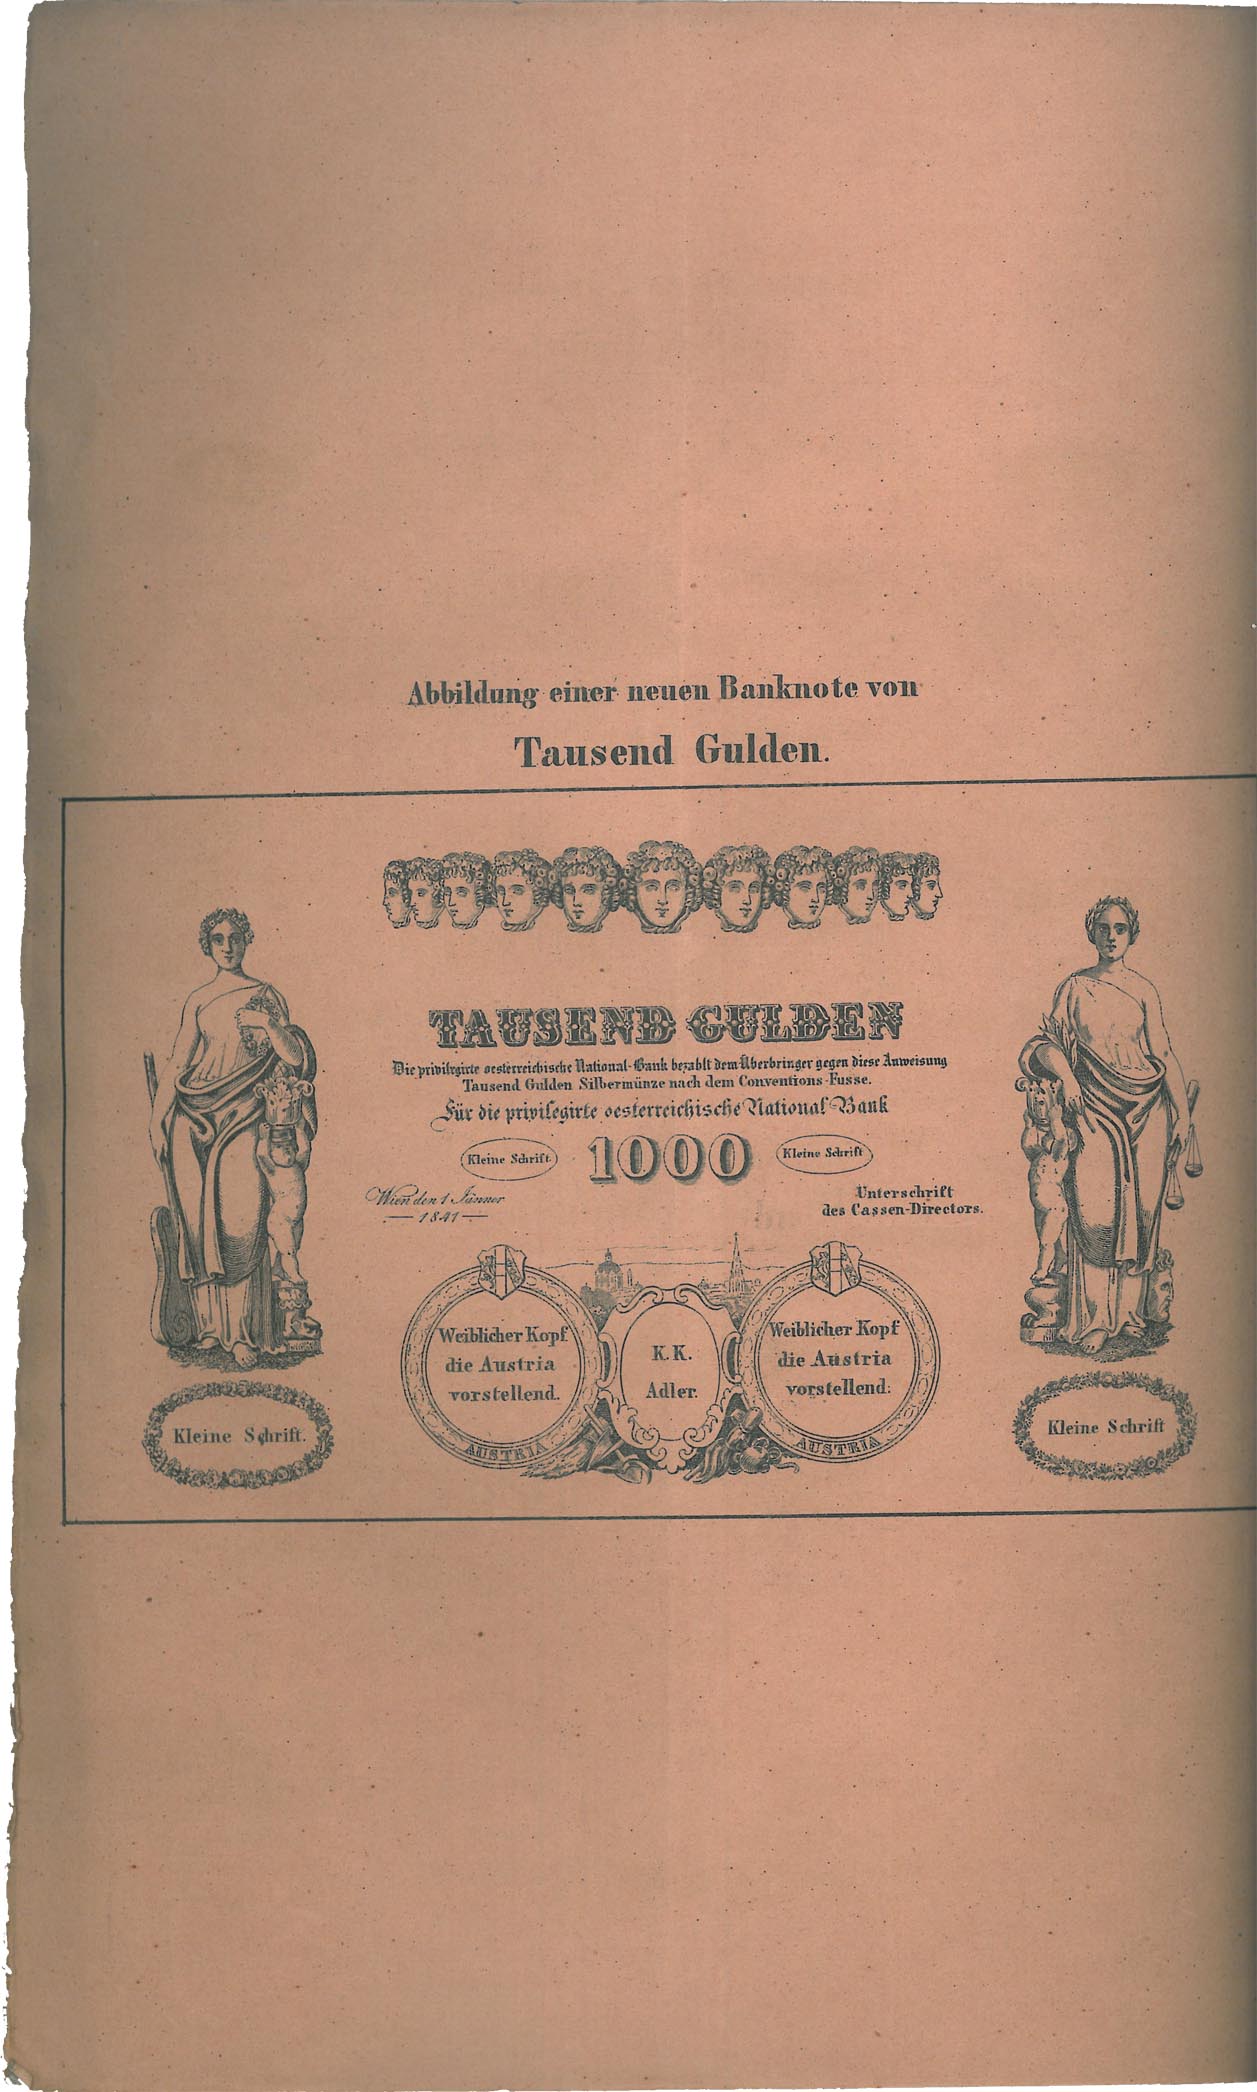 Abbildung einer neuen Banknote von
Tausend Gulden.
TAUSEND GULDEN
Die privilegirte oesterreichische National-Bank bezahlt dem Uberbringer gegen diese Anweisung
Tausend Gulden Silbermünze nach dem Conventions-Fusse.
Für die privilegirte oesterreichische National-Bank
Kleine Schrift.
1000
Kleine Schrift
Wien den 1 Jänner
1841
Unterschrift
des Cassen-Directors.
Weiblicher Kopf
die Austria
vorstellend.
AUSTRIA
K.K.
Adler.
Weiblicher Kopf
die Austria
vorstellend.
AUSTRIA
Kleine Schrift.
Kleine Schrift